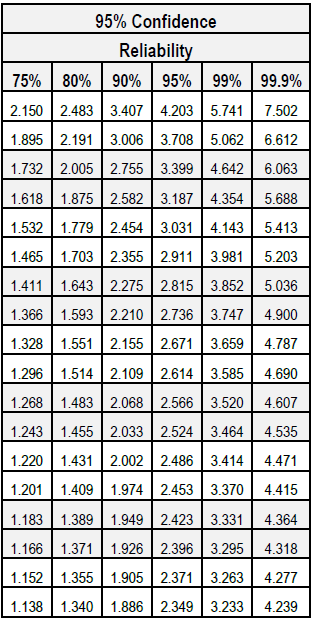 95% Confidence
Reliability
75% 80% 90% 95% 99% 99.9%
2.150 2.483 3.407 4.203 5.741 7.502
1.895 2.191 3.006 3.708 5.062 6.612
1.732 2.005 2.755 3.399 4.642 6.063
1.618 1.875 2.582 3.187 4.354 5.688
1.532 1.779 2.454 3.031 4.143 5.413
1.465 1.703 2.355 2.911 3.981 5.203
1.411 1.643 2.275 2.815 3.852 5.036
1.366 1.593 2.210 2.736 3.747 4.900
1.328 1.551 2.155 2.671 3.659 4.787
1.296 1.514 2.109 2.614 3.585 4.690
1.268 1.483 2.068 2.566 3.520 4.607
1.243 1.455 2.033 2.524 3.464 4.535
1.220 1.431 2.002 2.486 3.414 4.471
1.201 1.409 1.974 2.453 3.370 4.415
1.183 1.389 1.949 2.423 3.331 4.364
1.166 1.371 1.926 2.396 3.295 4.318
1.152 1.355 1.905 2.371 3.263 4.277
1.138 1.340 1.886 2.349 3.233 4.239